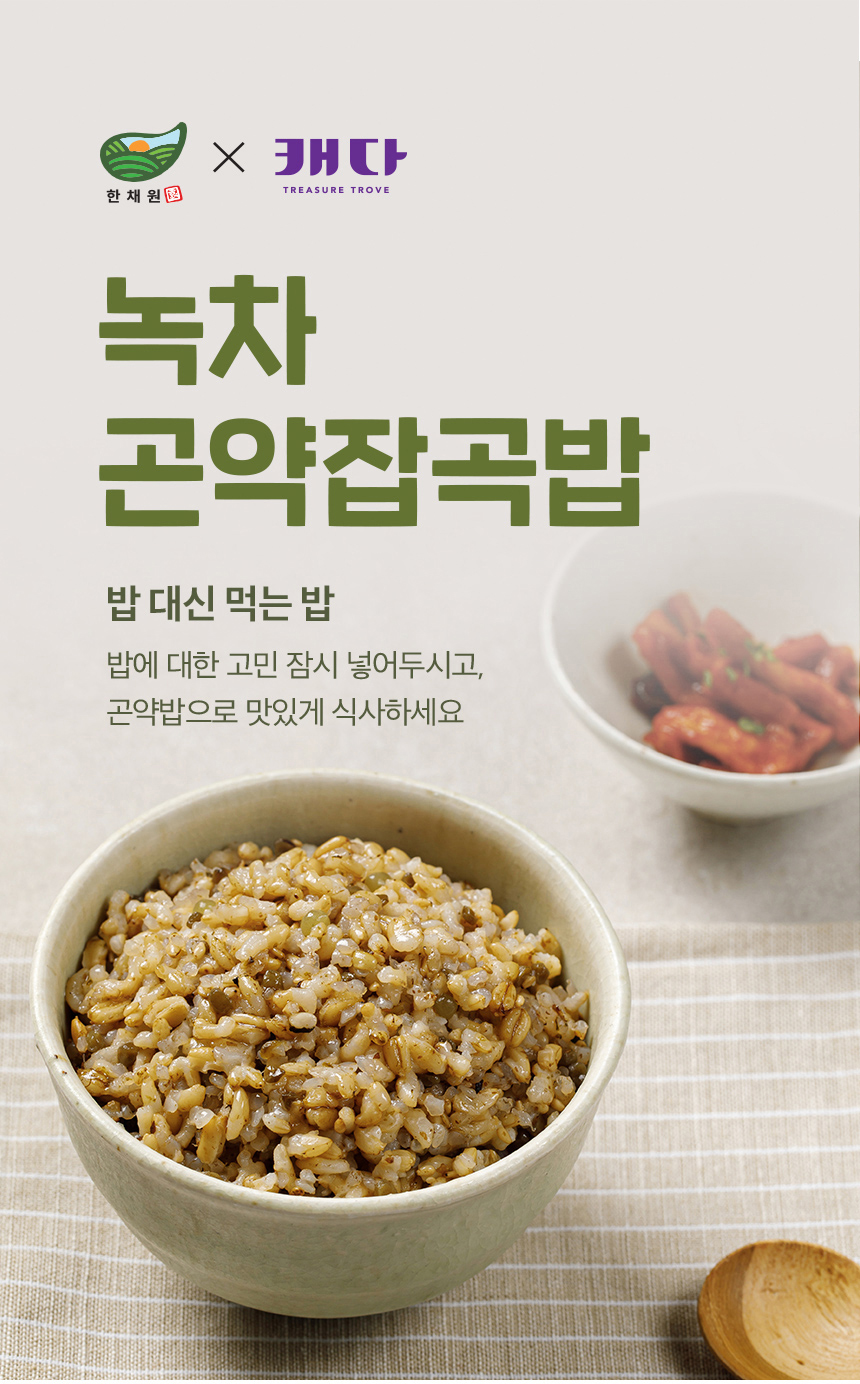 한채원
캐다
TREASURE TROVE
녹차
곤약잡곡밥
밥 대신 먹는 밥
밥에 대한 고민 잠시 넣어두시고,
곤약밥으로 맛있게 식사하세요